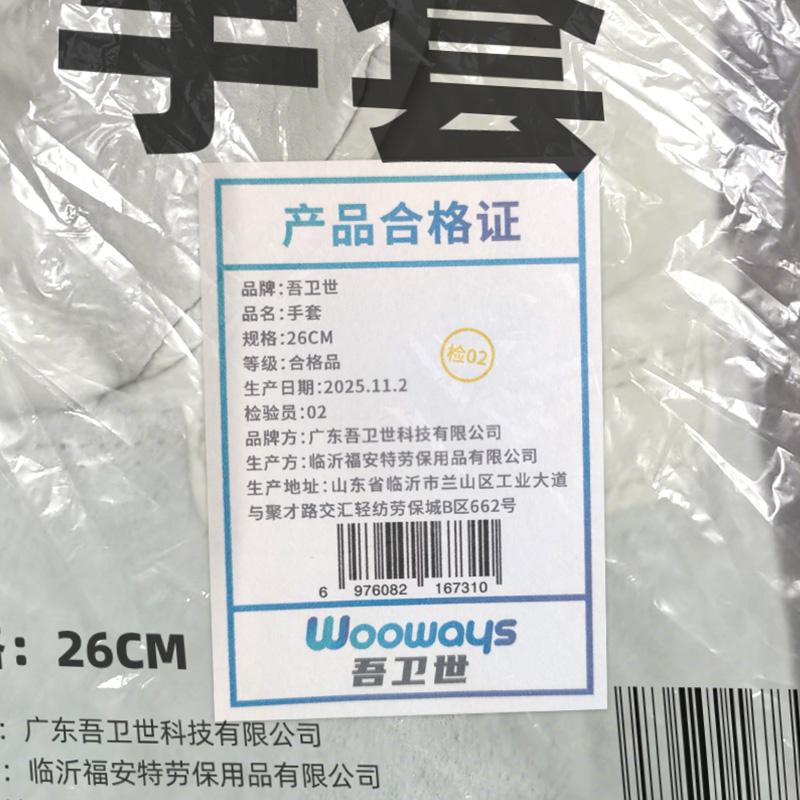 手套
产品合格证
品牌:吾卫世
品名:手套
规格:26CM
等级:合格品
检02
生产日期:2025.11.2
检验员:02
品牌方:广东吾卫世科技有限公司
生产方:临沂福安特劳保用品有限公司
生产地址:山东省临沂市兰山区工业大道
与聚才路交汇轻纺劳保城B区662号
6 976082 167310
Wooways
吾卫世
: 26CM
: 广东吾卫世科技有限公司
: 临沂福安特劳保用品有限公司